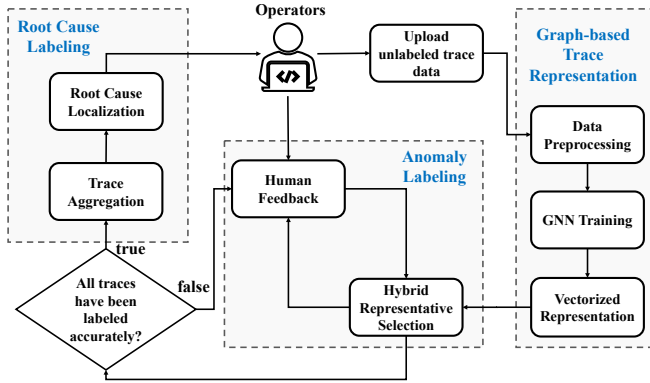 Root Cause
Labeling
Root Cause
Localization
Trace
Aggregation
true
All traces
have been
labeled
accurately?
false
Operators
</>
Upload
unlabeled trace
data
Anomaly
Labeling
Human
Feedback
Hybrid
Representative
Selection
Graph-based
Trace
Representation
Data
Preprocessing
GNN Training
Vectorized
Representation